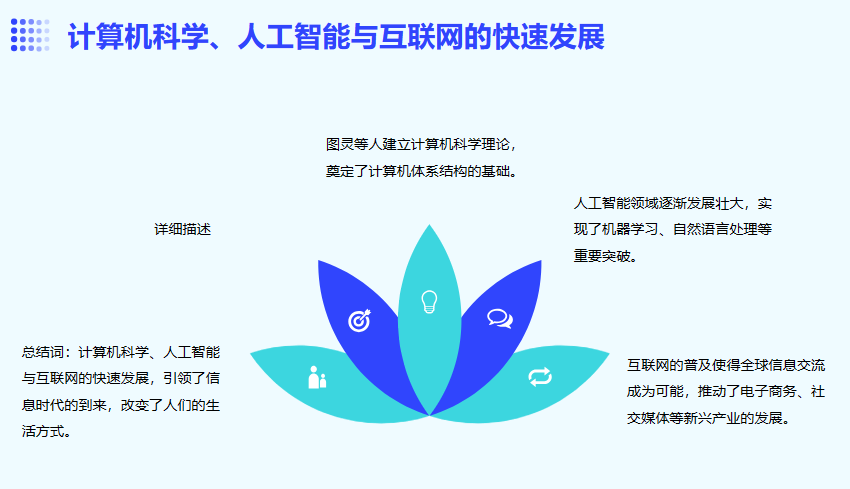 计算机科学、人工智能与互联网的快速发展
总结词：计算机科学、人工智能
与互联网的快速发展，引领了信
息时代的到来，改变了人们的生
活方式。
详细描述
图灵等人建立计算机科学理论，
奠定了计算机体系结构的基础。
人工智能领域逐渐发展壮大，实
现了机器学习、自然语言处理等
重要突破。
互联网的普及使得全球信息交流
成为可能，推动了电子商务、社
交媒体等新兴产业的发展。